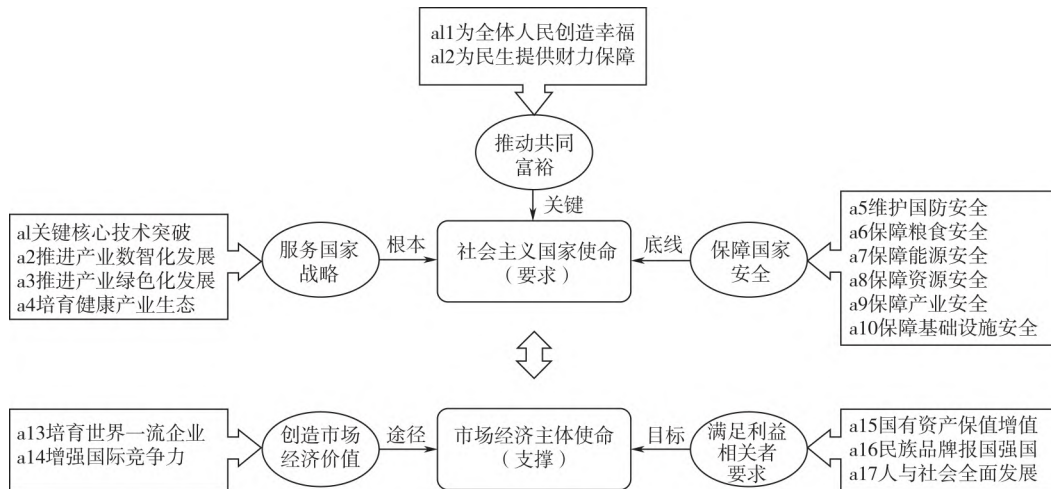 al1为全体人民创造幸福
al2为民生提供财力保障
推动共同
富裕
关键
al关键核心技术突破
a2推进产业数智化发展
a3推进产业绿色化发展
a4培育健康产业生态
服务国家
战略
根本
社会主义国家使命
（要求）
底线
保障国家
安全
a5维护国防安全
a6保障粮食安全
a7保障能源安全
a8保障资源安全
a9保障产业安全
a10保障基础设施安全
a13培育世界一流企业
a14增强国际竞争力
创造市场
经济价值
途径
市场经济主体使命
（支撑）
目标
满足利益
相关者
要求
a15国有资产保值增值
a16民族品牌报国强国
a17人与社会全面发展